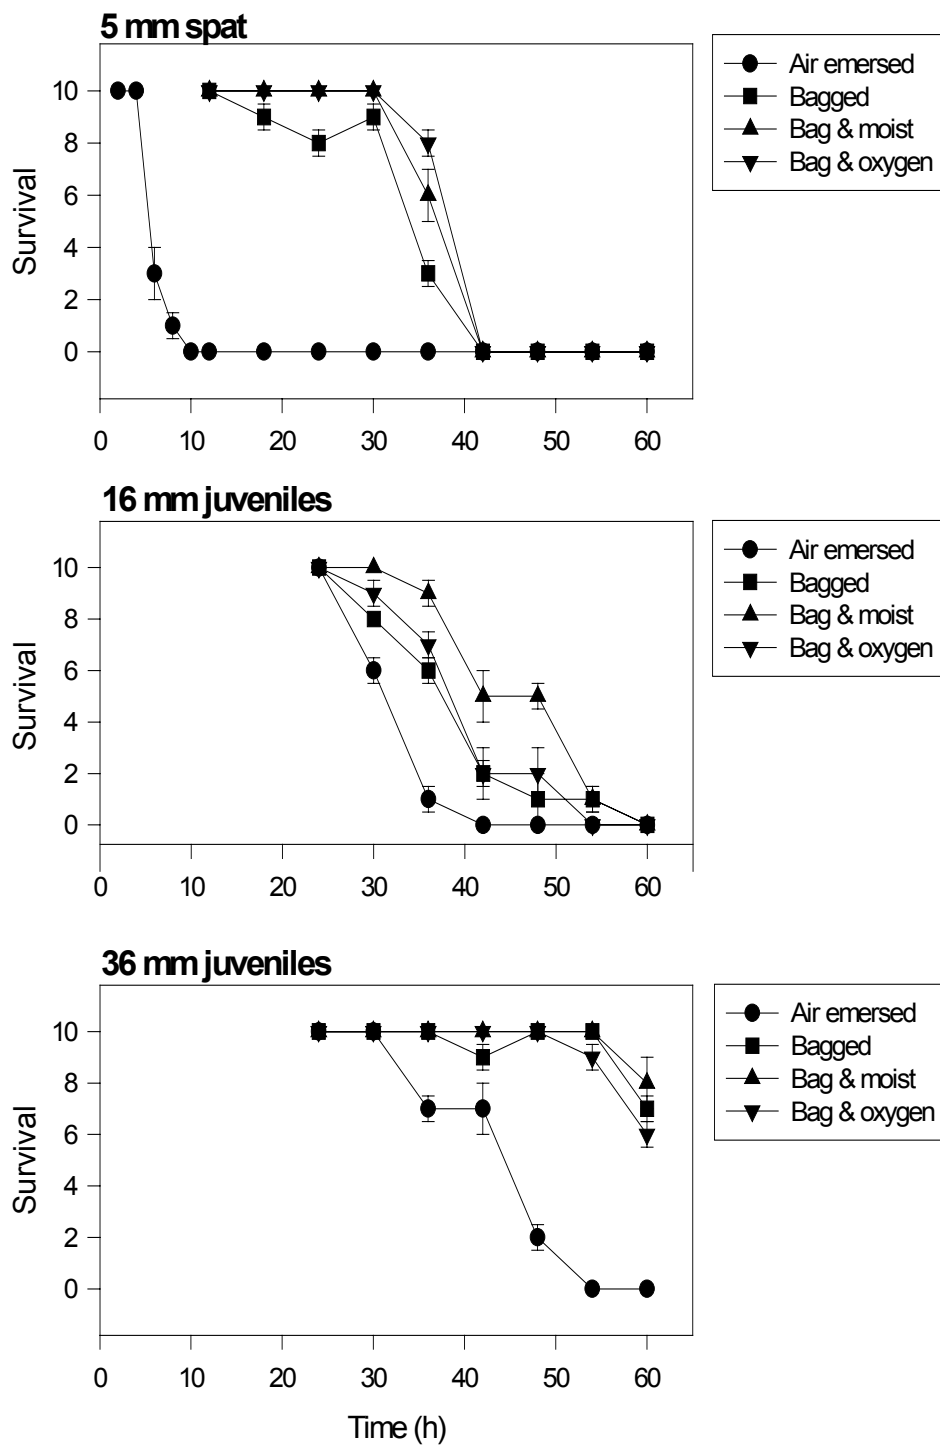 5 mm spat
Air emersed
Bagged
Bag & moist
Bag & oxygen
Survival
10
8
6
4
2
0
0 10 20 30 40 50 60
16 mm juveniles
Air emersed
Bagged
Bag & moist
Bag & oxygen
Survival
10
8
6
4
2
0
0 10 20 30 40 50 60
36 mm juveniles
Air emersed
Bagged
Bag & moist
Bag & oxygen
Survival
10
8
6
4
2
0
0 10 20 30 40 50 60
Time (h)